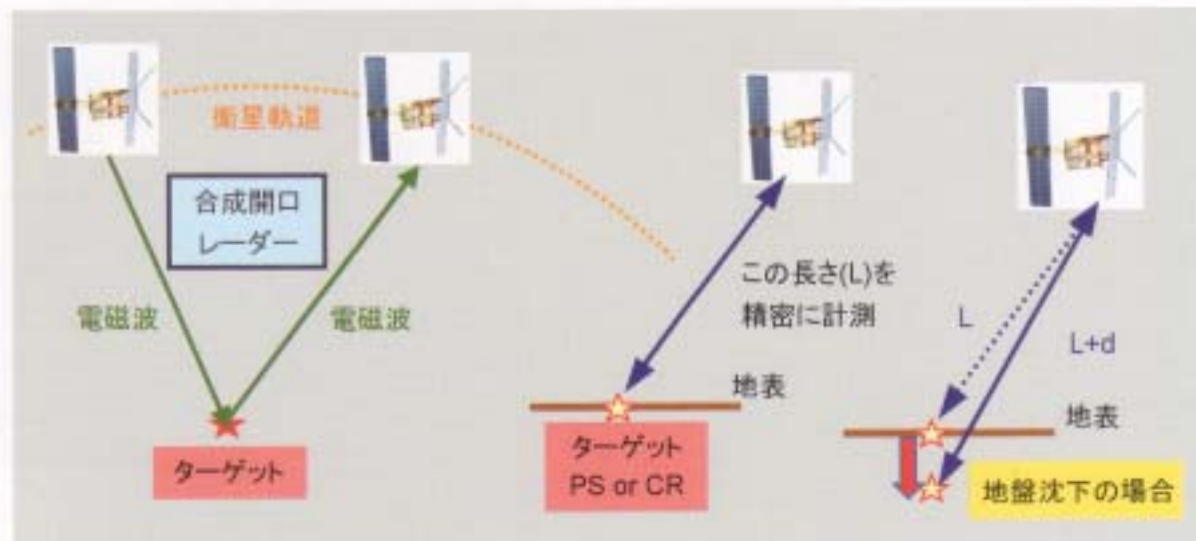 衛星軌道
合成開口
レーダー
電磁波
電磁波
ターゲット
この長さ(L)を
精密に計測
地表
ターゲット
PS or CR
L
L+d
地表
地盤沈下の場合